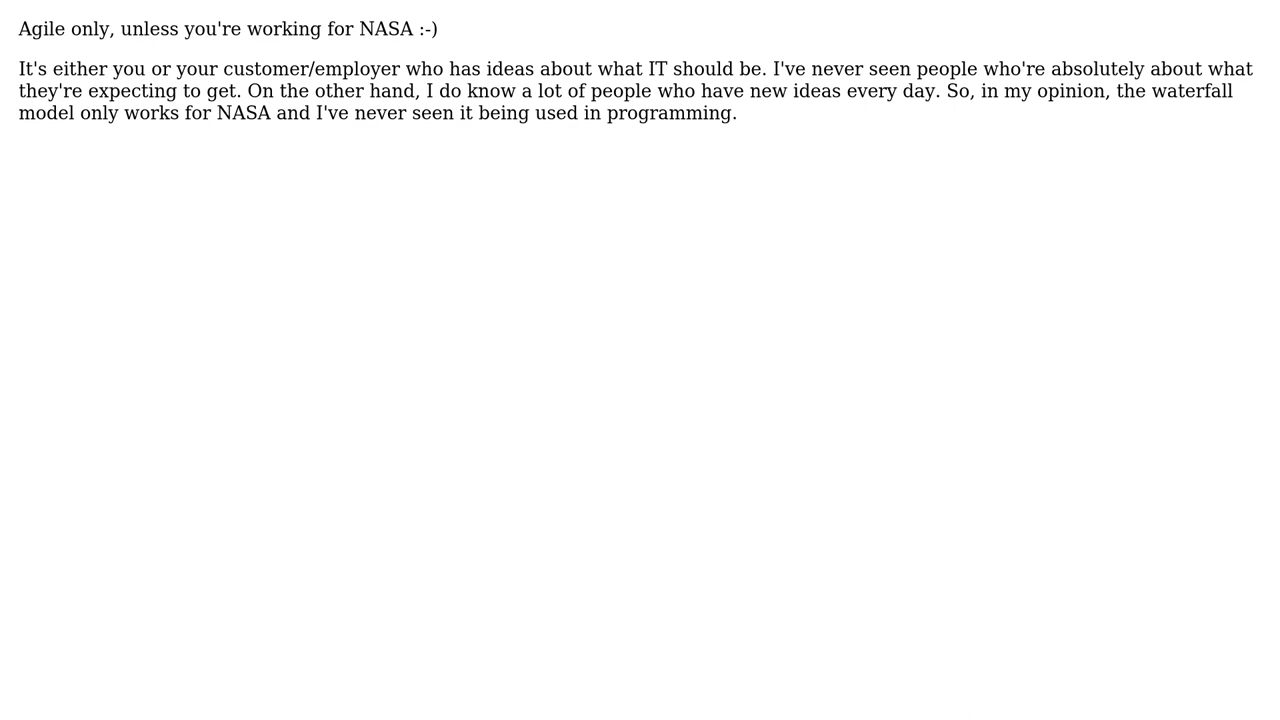 Agile only, unless you're working for NASA :-)
It's either you or your customer/employer who has ideas about what IT should be. I've never seen people who're absolutely about what
they're expecting to get. On the other hand, I do know a lot of people who have new ideas every day. So, in my opinion, the waterfall
model only works for NASA and I've never seen it being used in programming.